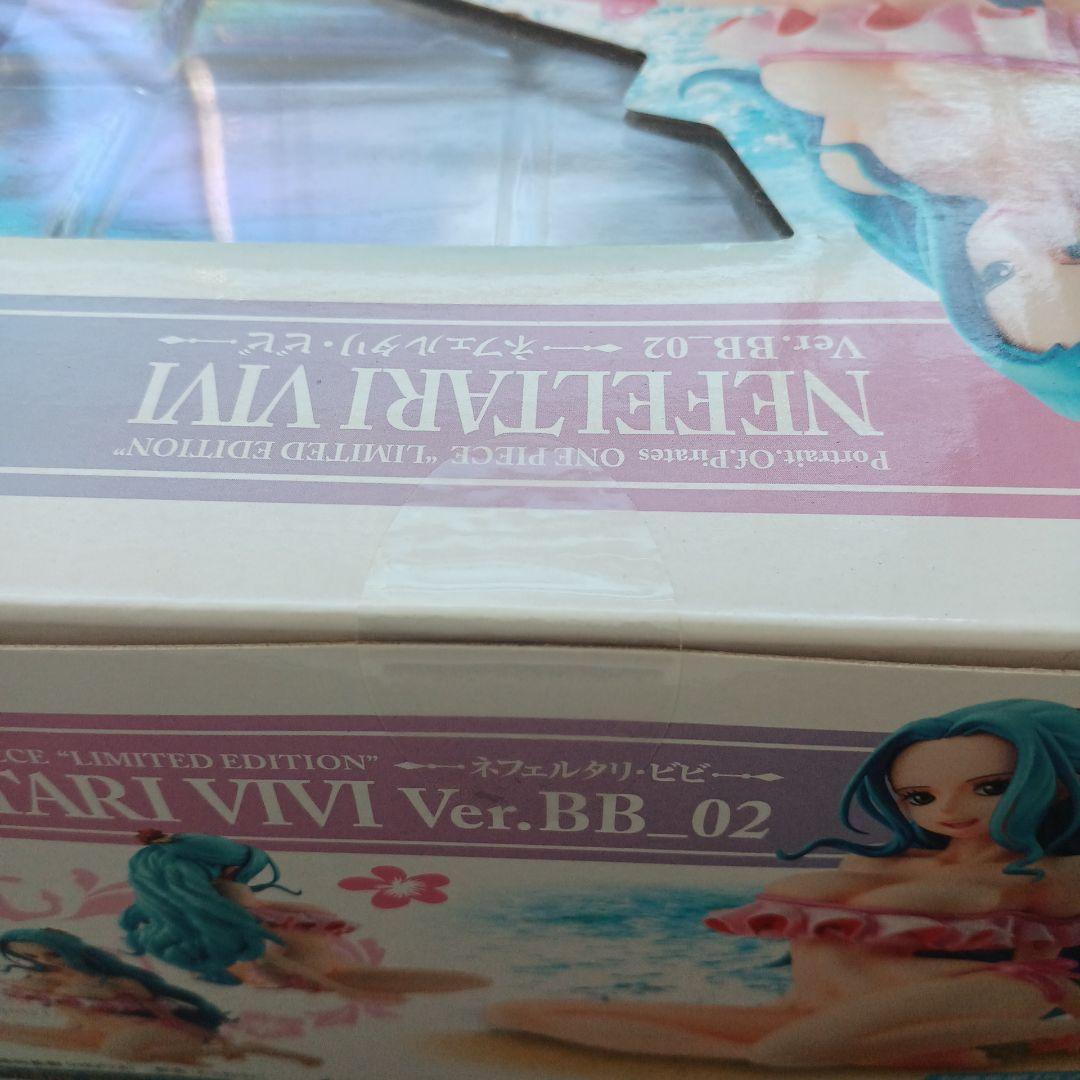 Portrait.Of.Pirates ONE PIECE "LIMITED EDITION"
NEFELTARI VIVI
Ver.BB_02 ネフェルタリ・ビビ
"LIMITED EDITION" ネフェルタリ・ビビ
TARI VIVI Ver.BB_02